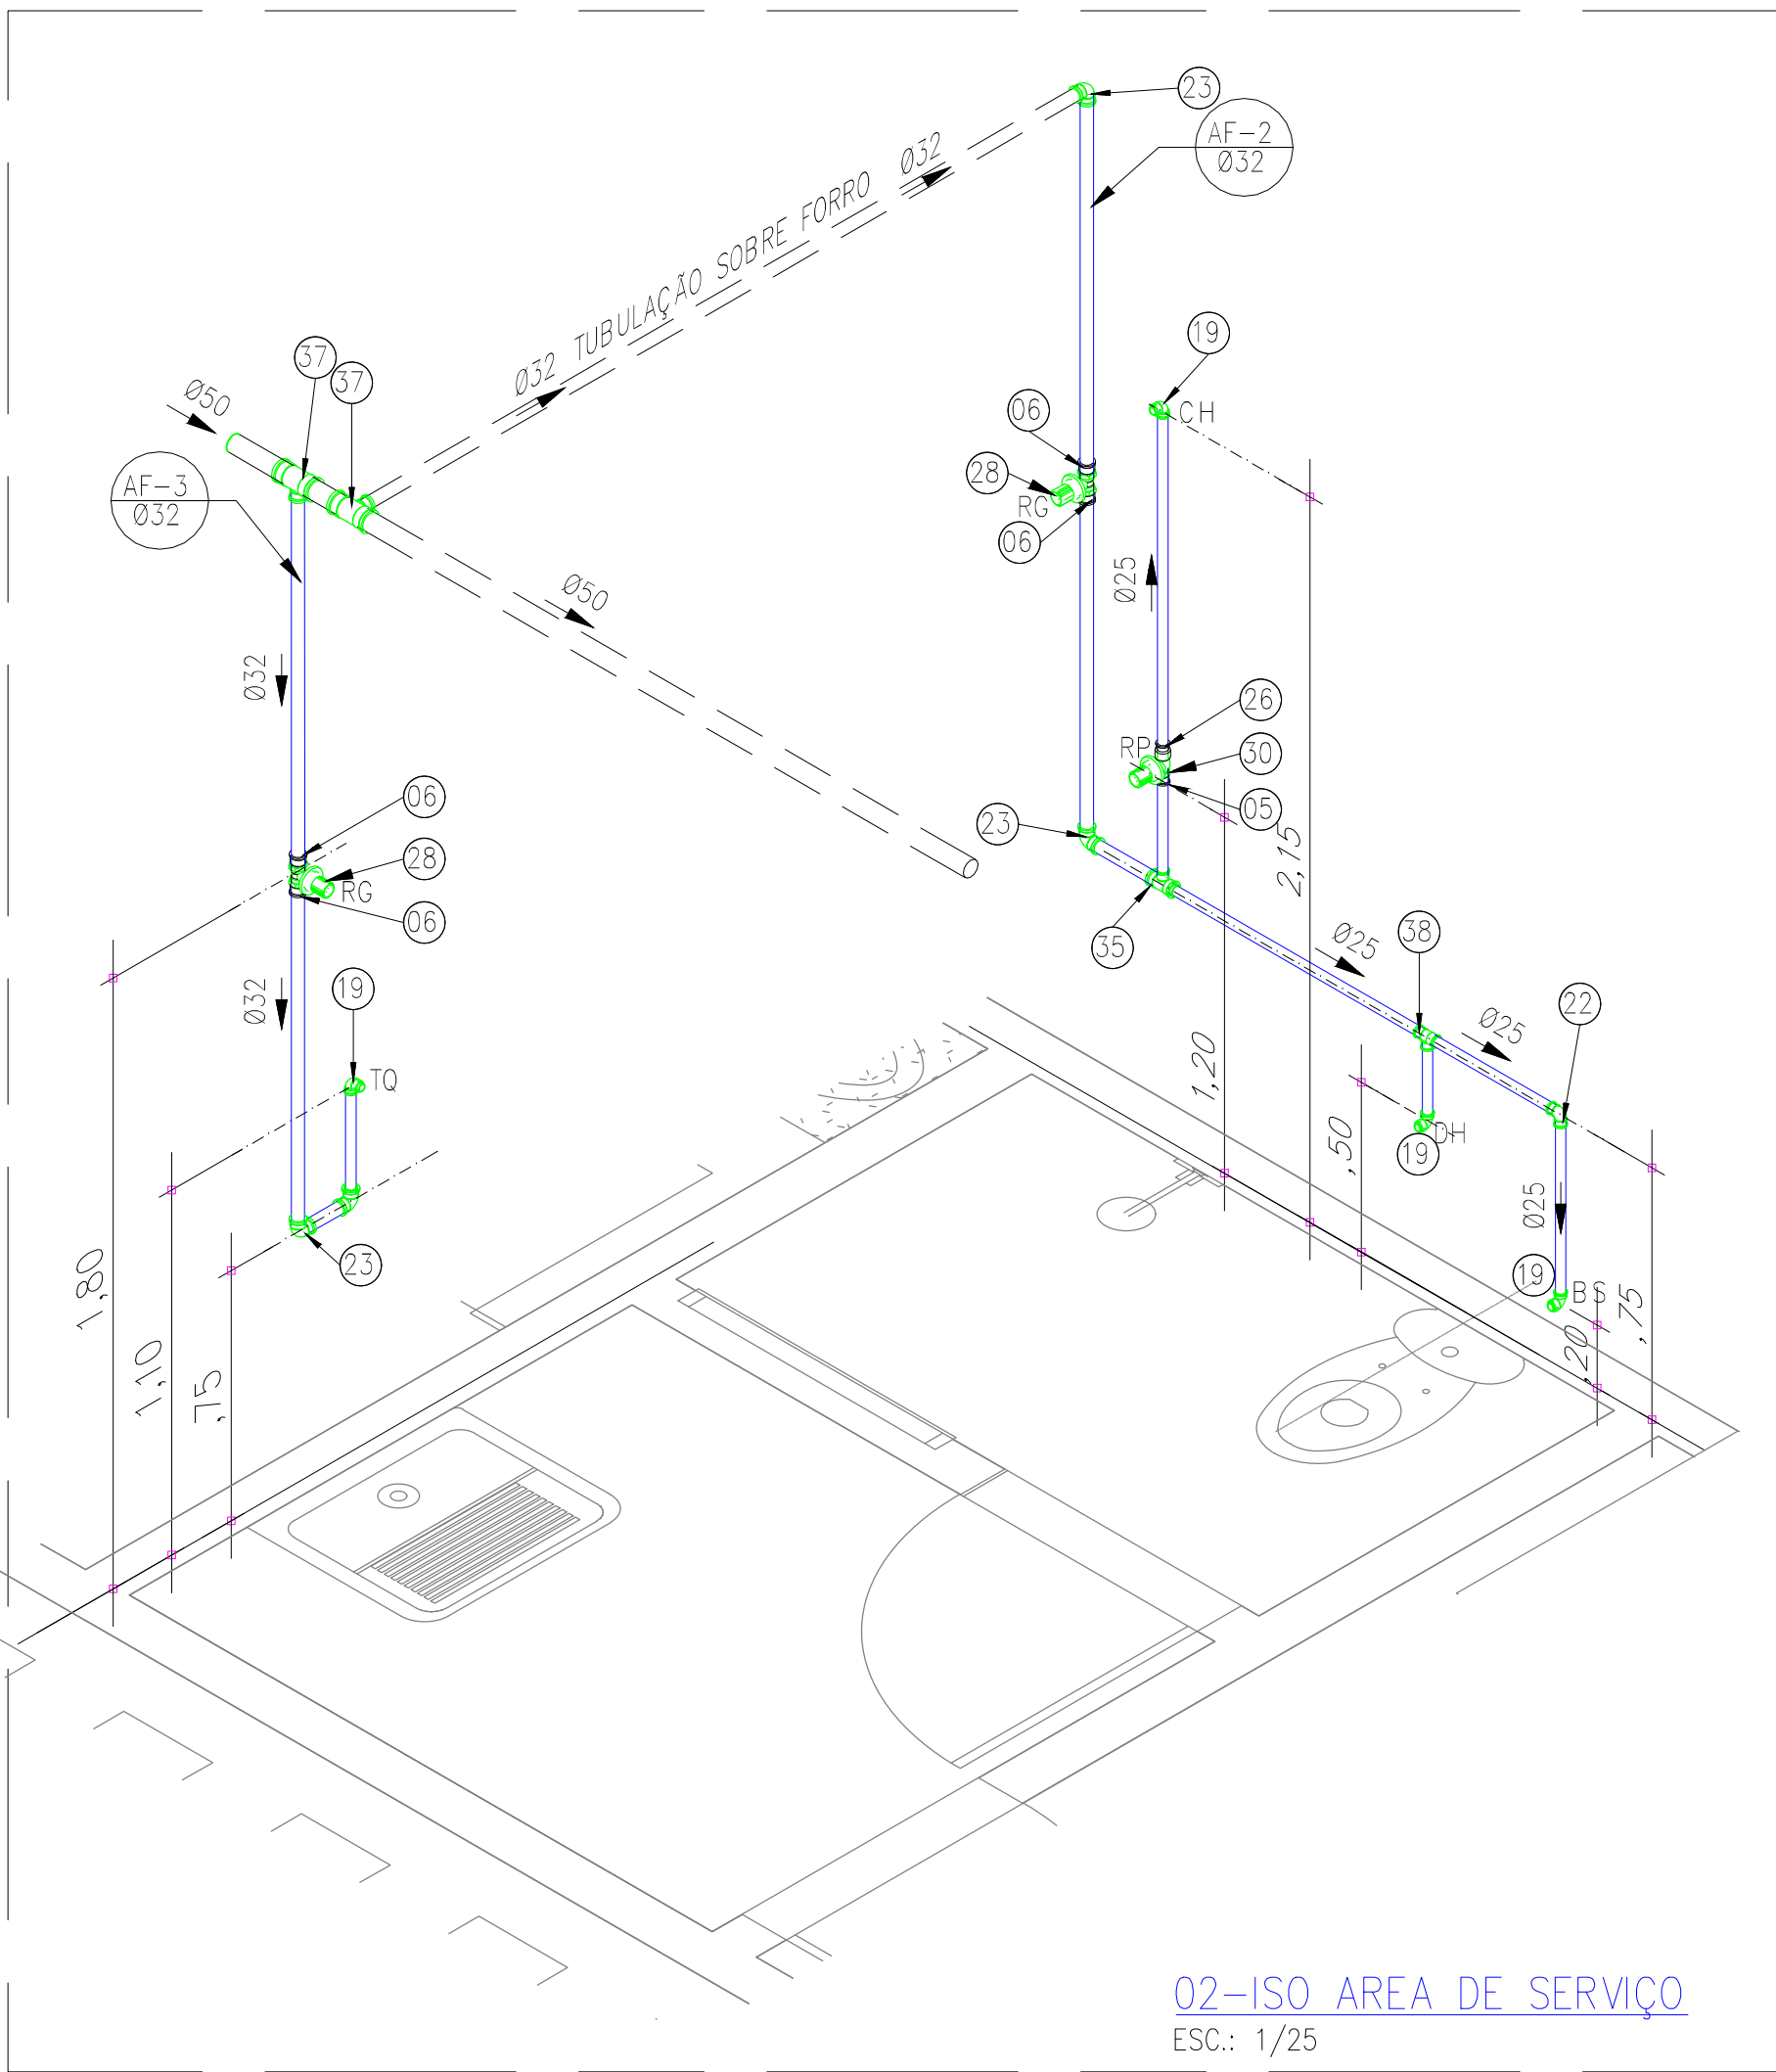 23
AF-2
Ø32
Ø32
TUBULAÇÃO SOBRE FORRO
Ø32
19
37
37
Ø50
06
CH
28
RG
06
AF-3
Ø32
Ø25
Ø50
Ø32
26
RP
30
05
06
23
2,15
28
RG
06
35
38
Ø25
Ø32
19
22
Ø25
TQ
1,20
,50
DH
19
Ø25
23
19
BS
1,80
,75
,20
1,10
,75
02-ISO AREA DE SERVIÇO
ESC.: 1/25